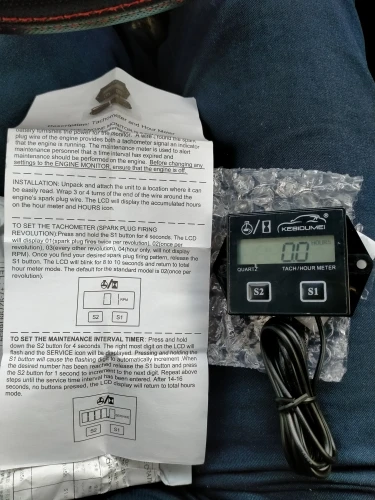 Description: Tachometer and Hour Meter
battery furnishes the power for the monitor. A wire, round the spark
plug wire of the engine provides both a tachometer signal an indicator
that the engine is running. The maintenance meter is used to alert
maintenance personnel that a time interval has expired and
maintenance should be performed on the engine. Before changing any
settings to the ENGINE MONITOR, ensure that the engine is off.
INSTALLATION: Unpack and attach the unit to a location where it can
be easily read. Wrap 3 or 4 turns of the end of the wire around the
engine's spark plug wire. The LCD will display the accumulated hours
on the hour meter and HOURS icon.
TO SET THE TACHOMETER (SPARK PLUG FIRING
REVOLUTION):Press and hold the S1 button for 4 seconds. The LCD
will display 01(spark plug fires twice per revolution), 02(once per
revolution), 03(every other revolution), 04(hour only, will not display
RPM). Once you find your desired spark plug firing pattern, release the
S1 button. The LCD will blink for 8 to 10 seconds and return to total
hour meter mode. The default for the standard model is 02(once per
revolution).
RPM
S2 S1
TO SET THE MAINTENANCE INTERVAL TIMER: Press and hold
down the S2 button for 4 seconds. The right most digit on the LCD will
flash and the SERVICE icon will be displayed. Pressing and holding the
S1 button will cause the flashing digit to automatically increment. When
the desired number has been reached release the S1 button and press
the S2 button for 1 second to increment to the next digit. Repeat above
steps until the service time interval has been entered. After 14-16
seconds, no buttons pressed, the LCD display will return to total hours
mode.
S2 S1
KEBIDUMEI
00
HOURS
QUARTZ TACH/HOUR METER
S2 S1